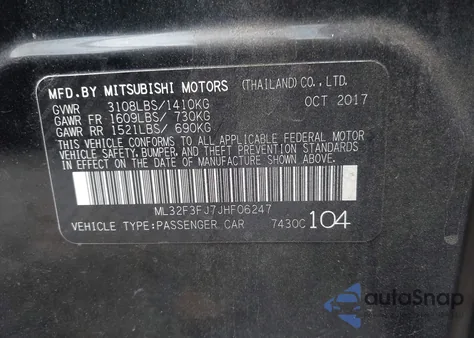 MFD.BY MITSUBISHI MOTORS (THAILAND) CO., LTD.
GVWR 3108LBS/1410KG OCT 2017
GAWR FR 1609LBS/ 730KG
GAWR RR 1521LBS/ 690KG
THIS VEHICLE CONFORMS TO ALL APPLICABLE FEDERAL MOTOR
VEHICLE SAFETY, BUMPER, AND THEFT PREVENTION STANDARDS
IN EFFECT ON THE DATE OF MANUFACTURE SHOWN ABOVE.
ML32F3FJ7JHF06247
VEHICLE TYPE:PASSENGER CAR 7430C 104
autoSnap